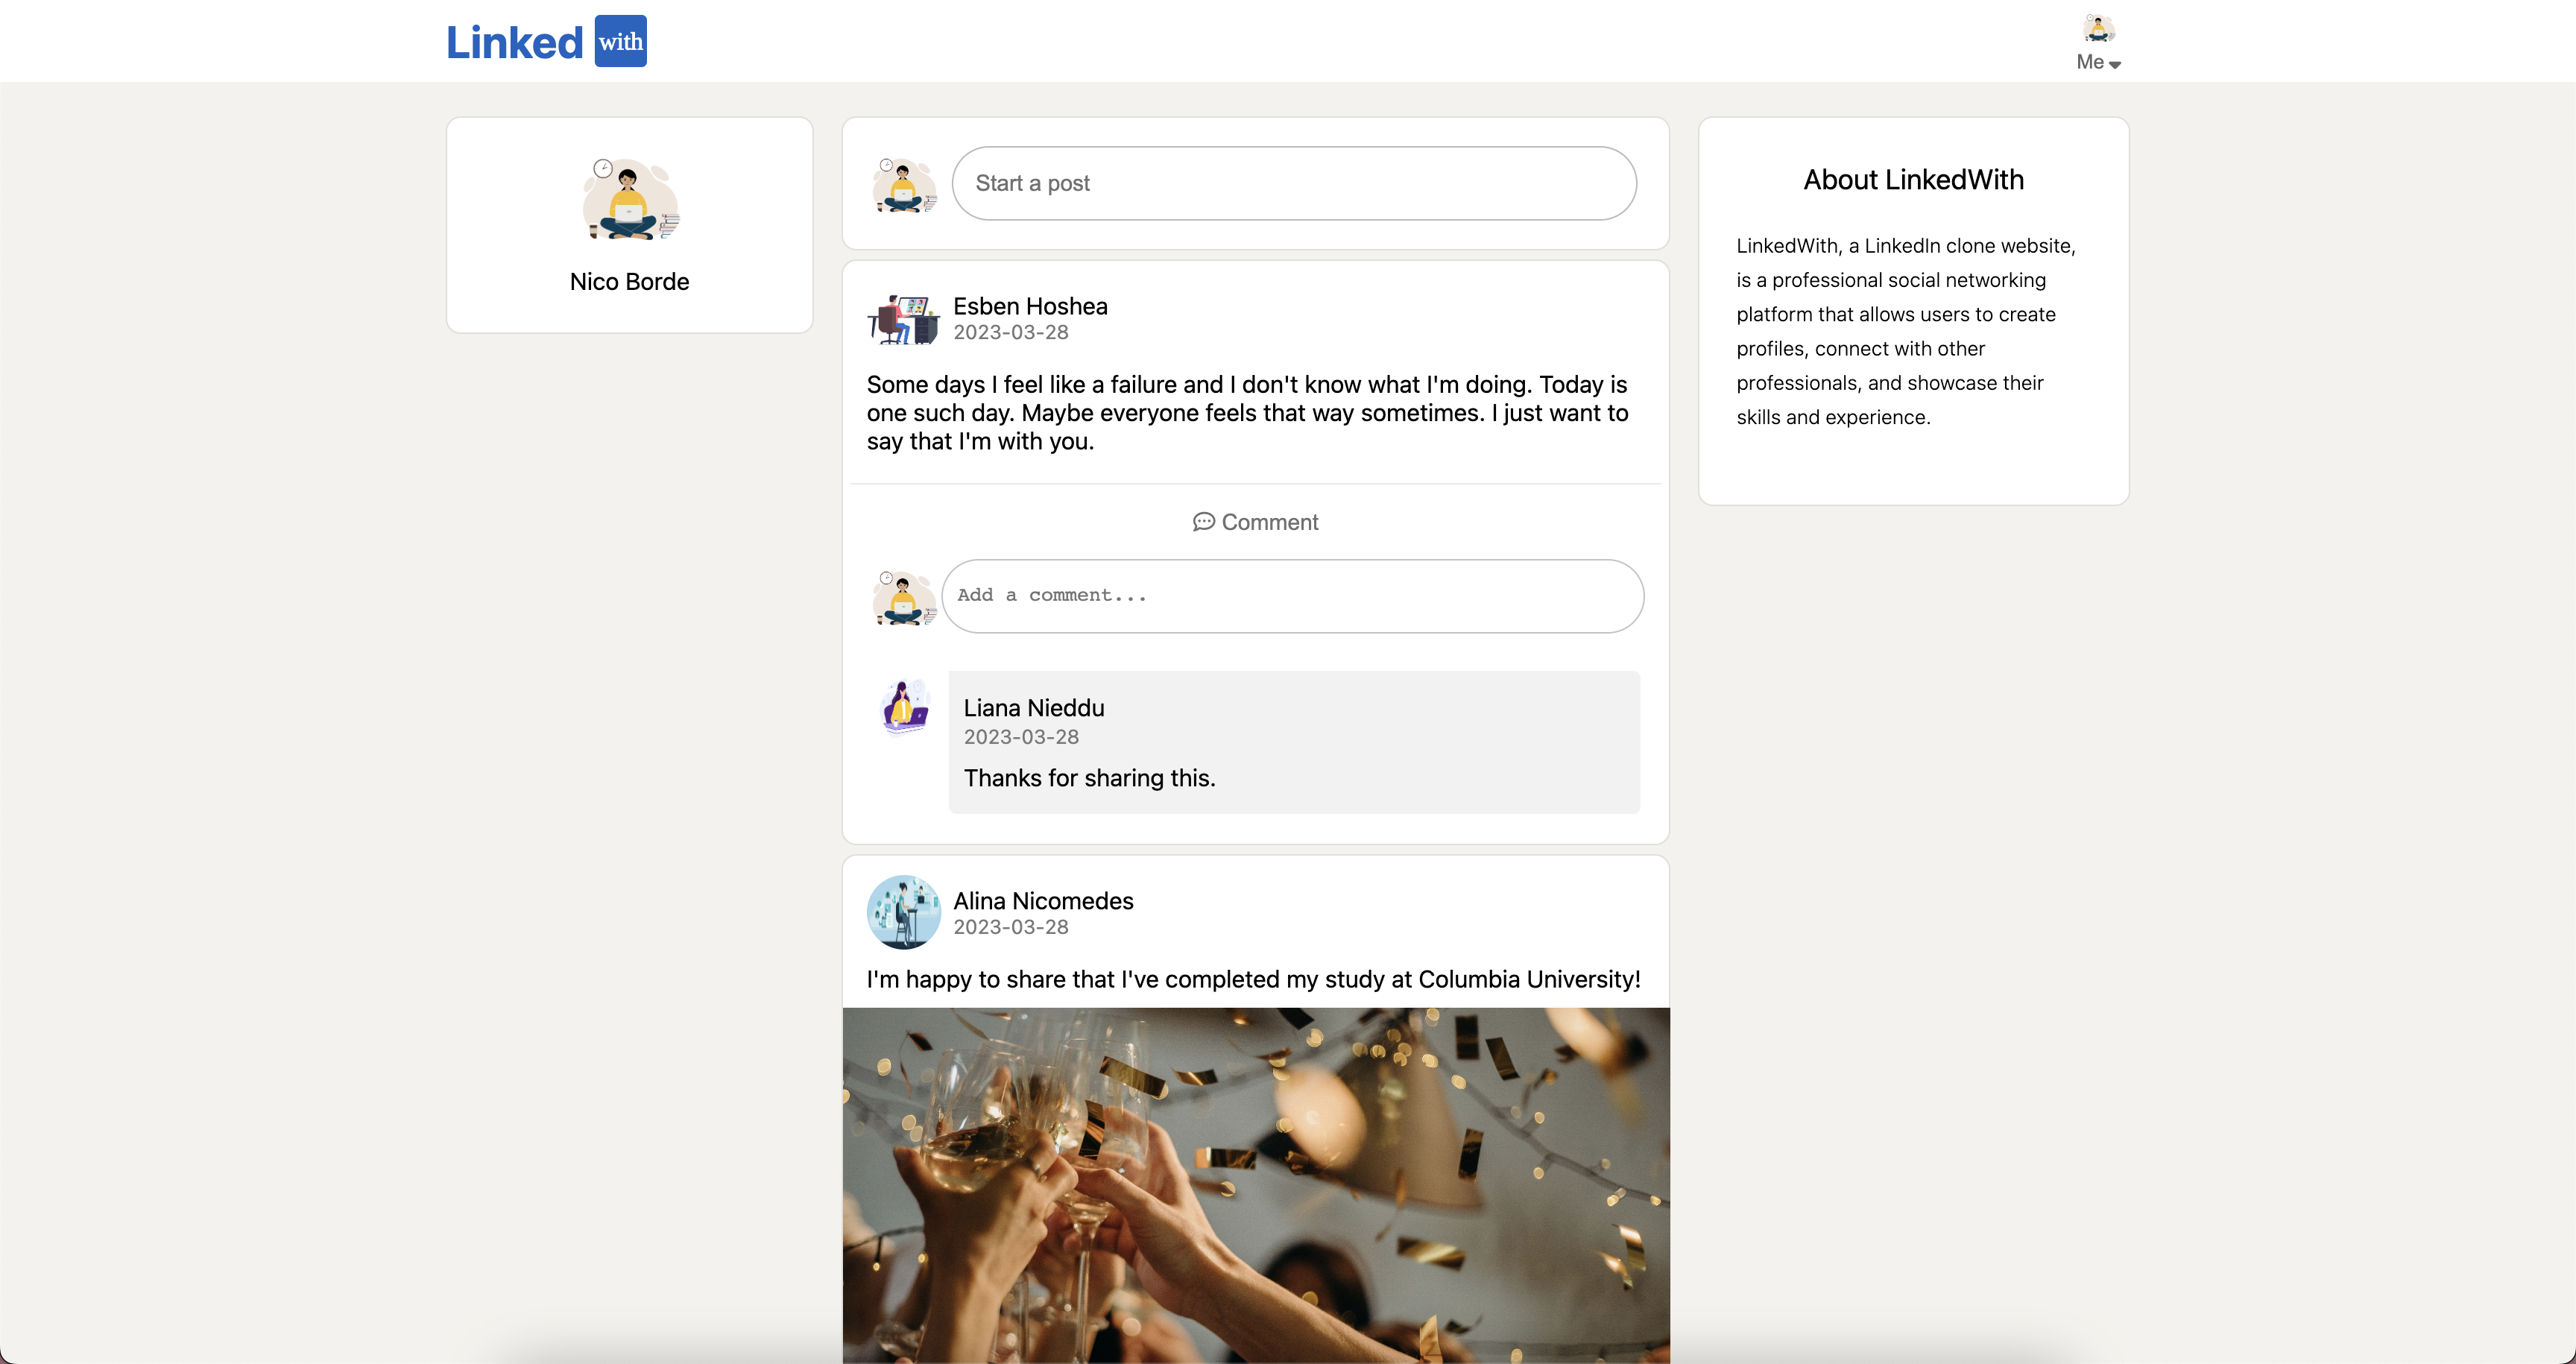 Linked with
Me
Nico Borde
Start a post
Esben Hoshea
2023-03-28
Some days I feel like a failure and I don't know what I'm doing. Today is
one such day. Maybe everyone feels that way sometimes. I just want to
say that I'm with you.
Comment
Add a comment...
Liana Nieddu
2023-03-28
Thanks for sharing this.
Alina Nicomedes
2023-03-28
I'm happy to share that I've completed my study at Columbia University!
About LinkedWith
LinkedWith, a LinkedIn clone website,
is a professional social networking
platform that allows users to create
profiles, connect with other
professionals, and showcase their
skills and experience.